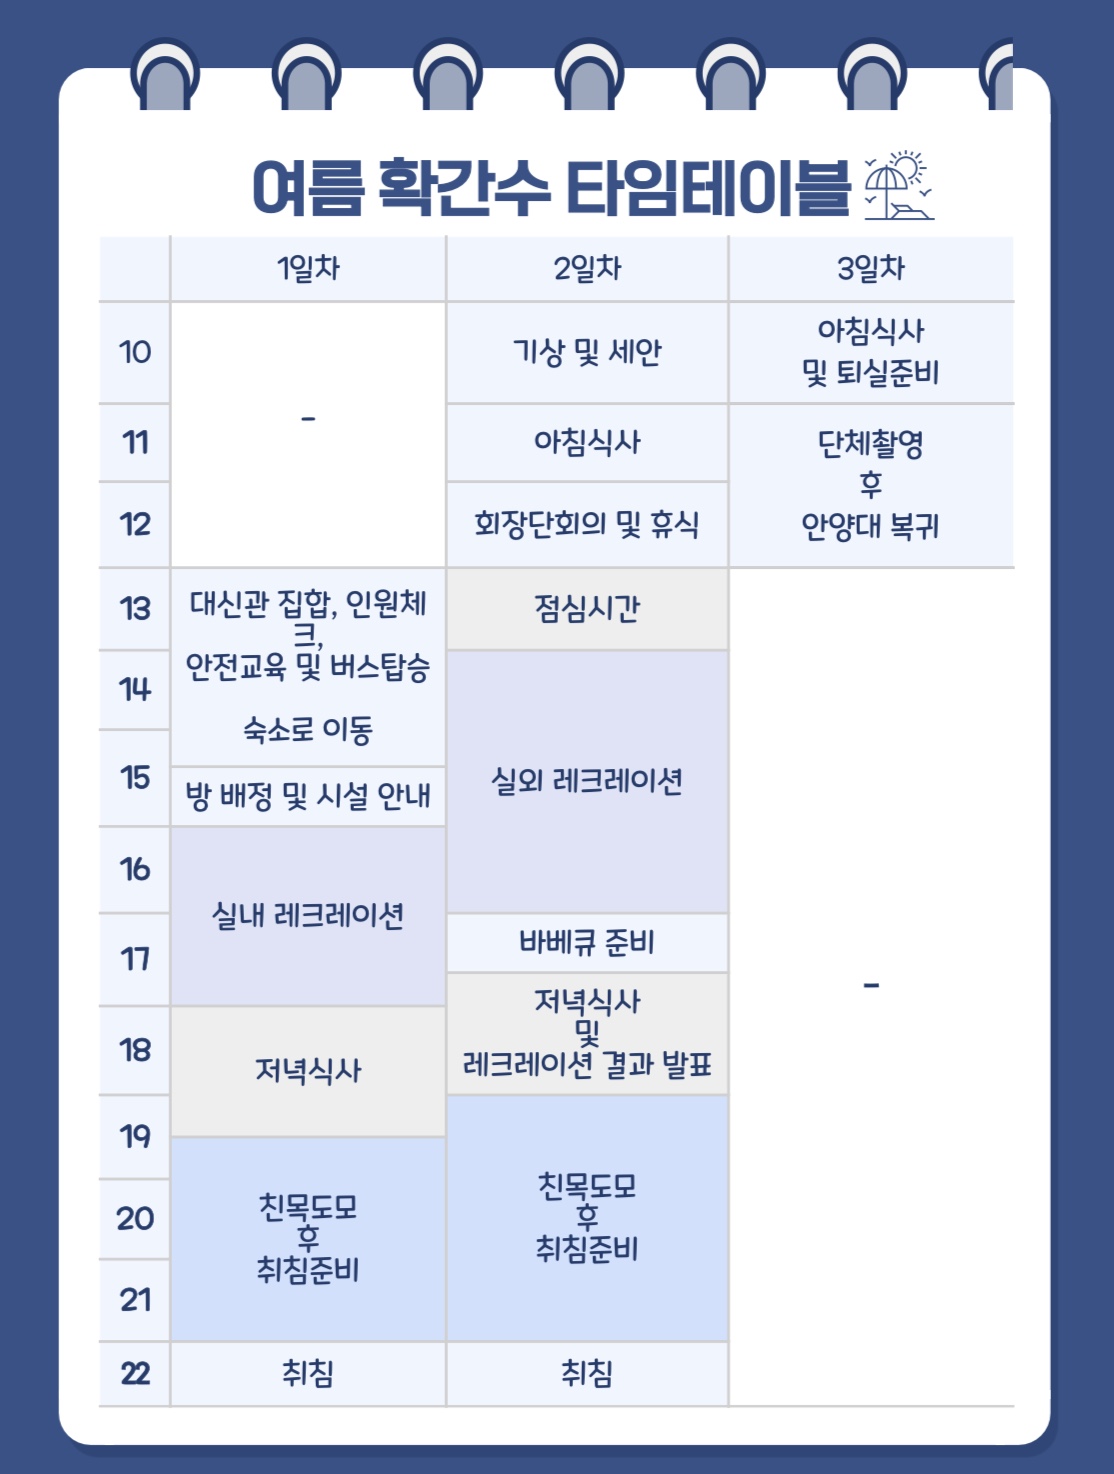 여름 확간수 타임테이블
1일차 2일차 3일차
10 - 기상 및 세안 아침식사
및 퇴실준비
11 아침식사 단체촬영
후
안양대 복귀
12 회장단회의 및 휴식
13 대신관 집합, 인원체
크,
안전교육 및 버스탑승
숙소로 이동
점심시간
-
14 실외 레크레이션
15 방 배정 및 시설 안내
16 실내 레크레이션
17 바베큐 준비
저녁식사
및
레크레이션 결과 발표
18 저녁식사
19 친목도모
후
취침준비
친목도모
후
취침준비
20
21
22 취침 취침